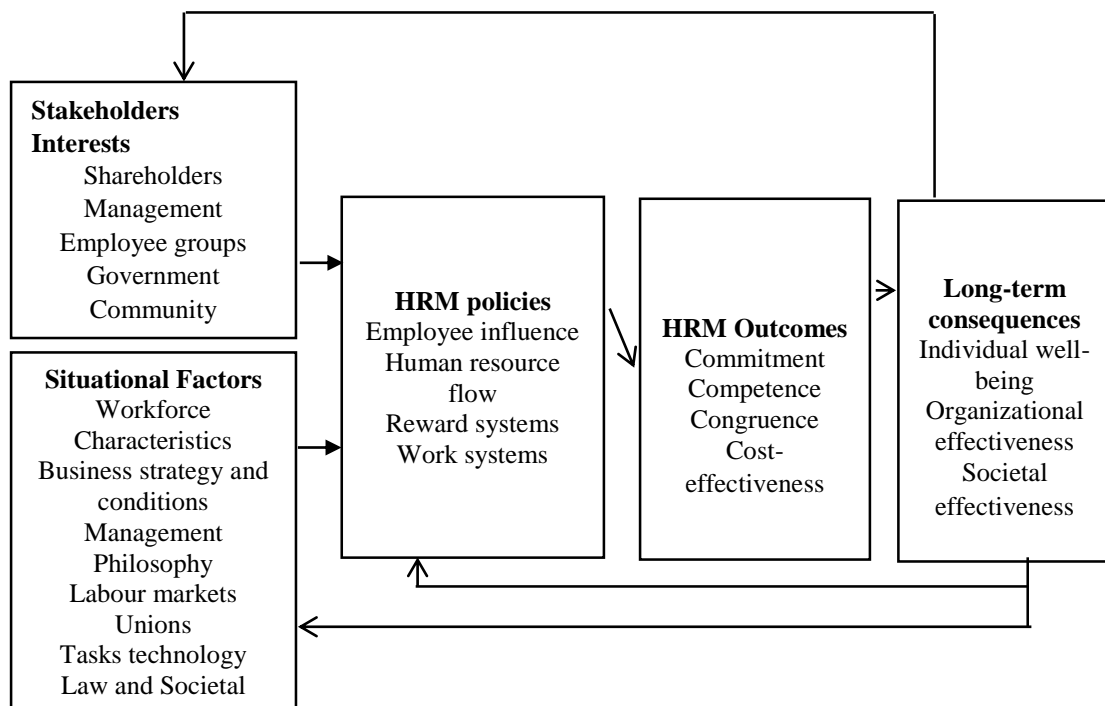 Stakeholders
Interests
Shareholders
Management
Employee groups
Government
Community
Situational Factors
Workforce
Characteristics
Business strategy and
conditions
Management
Philosophy
Labour markets
Unions
Tasks technology
Law and Societal
HRM policies
Employee influence
Human resource
flow
Reward systems
Work systems
HRM Outcomes
Commitment
Competence
Congruence
Cost-
effectiveness
Long-term
consequences
Individual well-
being
Organizational
effectiveness
Societal
effectiveness